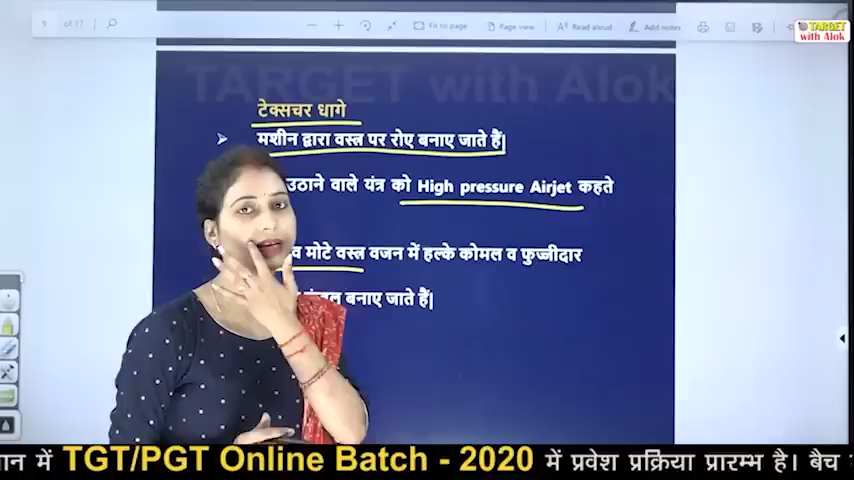 9 of 17
Fit to page
Page view
Read aloud
Add notes
TARGET
with Alok
TARGET with Alok
टेक्सचर धागे
मशीन द्वारा वस्त्र पर रोए बनाए जाते हैं|
उठाने वाले यंत्र को High pressure Airjet कहते
व मोटे वस्त्र वजन में हल्के कोमल व फुज्जीदार
बनाए जाते हैं|
में TGT/PGT Online Batch - 2020 में प्रवेश प्रक्रिया प्रारम्भ है। बैच